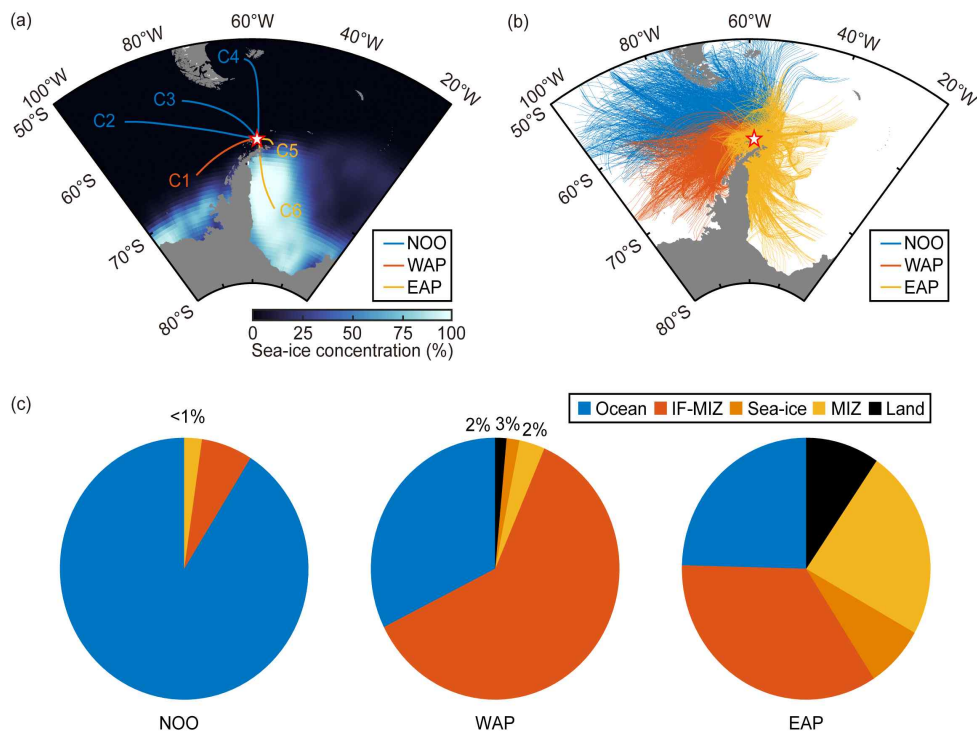 (a)
60°W
80°W
40°W
100°W
20°W
50°S
60°S
70°S
80°S
C4
C3
C2
C5
C1
C6
NOO
WAP
EAP
0 25 50 75 100
Sea-ice concentration (%)
(b)
60°W
80°W
40°W
100°W
20°W
50°S
60°S
70°S
80°S
NOO
WAP
EAP
(c)
Ocean IF-MIZ Sea-ice MIZ Land
<1%
2% 3% 2%
NOO WAP EAP